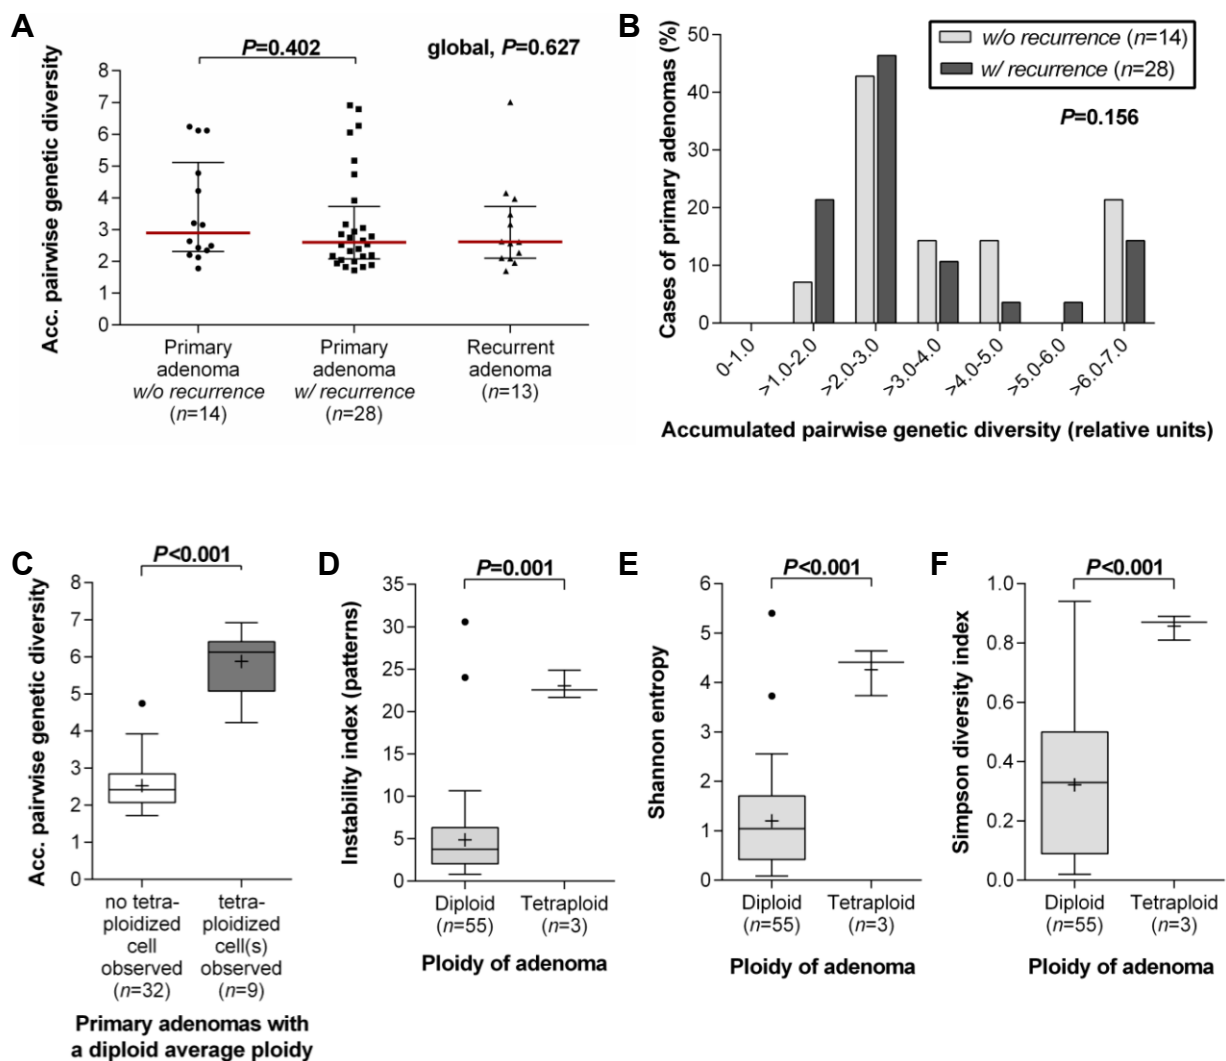 A
Acc. pairwise genetic diversity
P=0.402
global, P=0.627
8
7
6
5
4
3
2
1
0
Primary
adenoma
w/o recurrence
(n=14)
Primary
adenoma
w/ recurrence
(n=28)
Recurrent
adenoma
(n=13)
B
Cases of primary adenomas (%)
50
40
30
20
10
0
w/o recurrence (n=14)
w/ recurrence (n=28)
P=0.156
0-1.0
>1.0-2.0
>2.0-3.0
>3.0-4.0
>4.0-5.0
>5.0-6.0
>6.0-7.0
Accumulated pairwise genetic diversity (relative units)
C
Acc. pairwise genetic diversity
P<0.001
8
7
6
5
4
3
2
1
0
no tetra-
ploidized
cell
observed
(n=32)
tetra-
ploidized
cell(s)
observed
(n=9)
Primary adenomas with
a diploid average ploidy
D
Instability index (patterns)
P=0.001
35
30
25
20
15
10
5
0
Diploid
(n=55)
Tetraploid
(n=3)
Ploidy of adenoma
E
Shannon entropy
P<0.001
6
5
4
3
2
1
0
Diploid
(n=55)
Tetraploid
(n=3)
Ploidy of adenoma
F
Simpson diversity index
P<0.001
1.0
0.8
0.6
0.4
0.2
0.0
Diploid
(n=55)
Tetraploid
(n=3)
Ploidy of adenoma